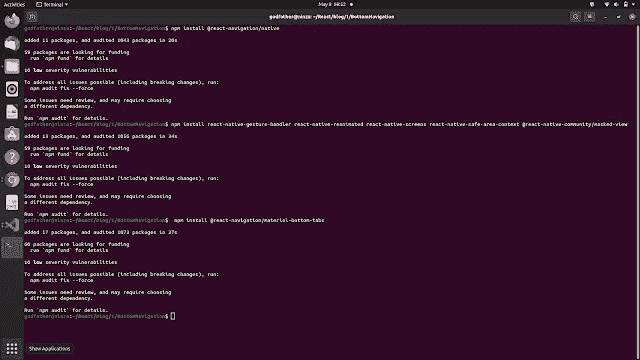 Activities
Terminal
May 8 08:52
godfather@ninza: ~/React/blog/1/BottomNavigation
godfather@ninza:~/React/blog/1/BottomNavigation$ npm install @react-navigation/native
added 11 packages, and audited 1043 packages in 36s
59 packages are looking for funding
run `npm fund` for details
10 low severity vulnerabilities
To address all issues possible (including breaking changes), run:
npm audit fix --force
Some issues need review, and may require choosing
a different dependency.
Run `npm audit` for details.
godfather@ninza:~/React/blog/1/BottomNavigation$ npm install react-native-gesture-handler react-native-reanimated react-native-screens react-native-safe-area-context @react-native-community/masked-view
added 13 packages, and audited 1056 packages in 34s
59 packages are looking for funding
run `npm fund` for details
10 low severity vulnerabilities
To address all issues possible (including breaking changes), run:
npm audit fix --force
Some issues need review, and may require choosing
a different dependency.
Run `npm audit` for details.
godfather@ninza:~/React/blog/1/BottomNavigation$ npm install @react-navigation/material-bottom-tabs
added 17 packages, and audited 1073 packages in 37s
60 packages are looking for funding
run `npm fund` for details
10 low severity vulnerabilities
To address all issues possible (including breaking changes), run:
npm audit fix --force
Some issues need review, and may require choosing
a different dependency.
Run `npm audit` for details.
godfather@ninza:~/React/blog/1/BottomNavigation$
Show Applications